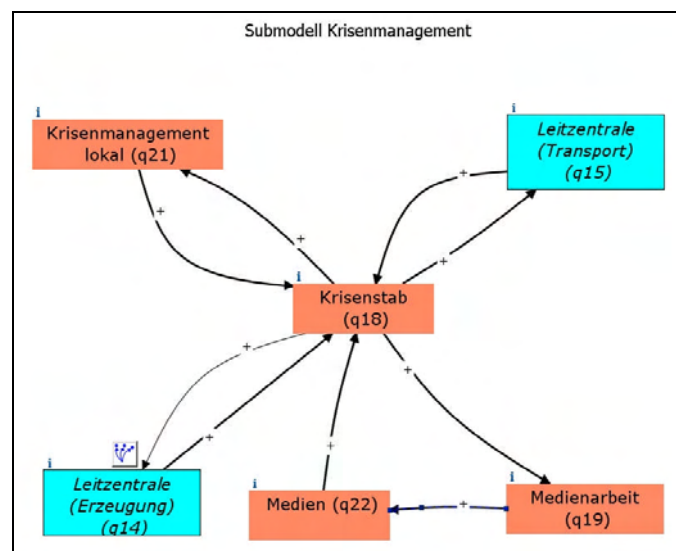 Submodell Krisenmanagement
i
Krisenmanagement
lokal (q21)
i
Leitzentrale
(Transport)
(q15)
+
+
+
+
i
Krisenstab
(q18)
+
+
+
+
i
Leitzentrale
(Erzeugung)
(q14)
i
Medien (q22)
+
i
Medienarbeit
(q19)